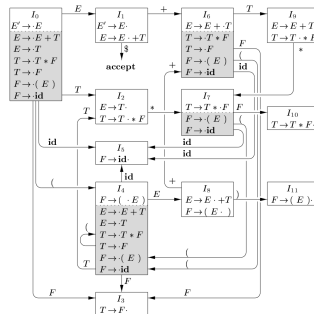 I₀
E′ → ·E
E → ·E + T
E → ·T
T → ·T * F
T → ·F
F → ·( E )
F → ·id
E
I₁
E′ → E·
E → E · +T
$
accept
+
I₆
E → E + ·T
T → ·T * F
T → ·F
F → ·( E )
F → ·id
T
I₉
E → E + T·
T → T · * F
*
F
(
id
+
T
I₂
E → T·
T → T · * F
*
I₇
T → T * ·F
F → ·( E )
F → ·id
F
I₁₀
T → T * F·
(
id
id
T
I₅
F → id·
id
(
I₄
F → ( · E )
E → ·E + T
E → ·T
T → ·T * F
T → ·F
F → ·( E )
F → ·id
(
T
E
+
I₈
E → E · +T
F → ( E · )
)
I₁₁
F → ( E )·
(
(
F
F
I₃
T → F·
F